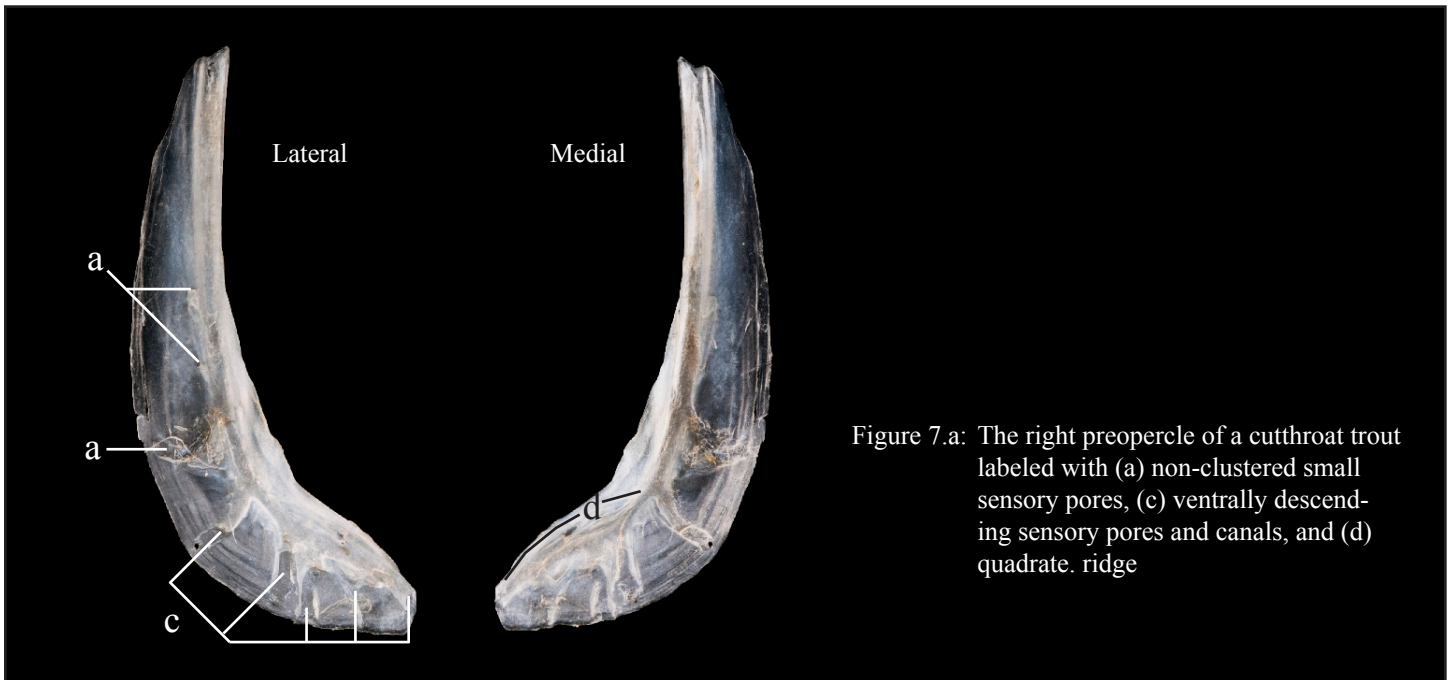 Lateral
Medial
a
a
c
d
Figure 7.a: The right preopercle of a cutthroat trout
labeled with (a) non-clustered small
sensory pores, (c) ventrally descend-
ing sensory pores and canals, and (d)
quadrate. ridge